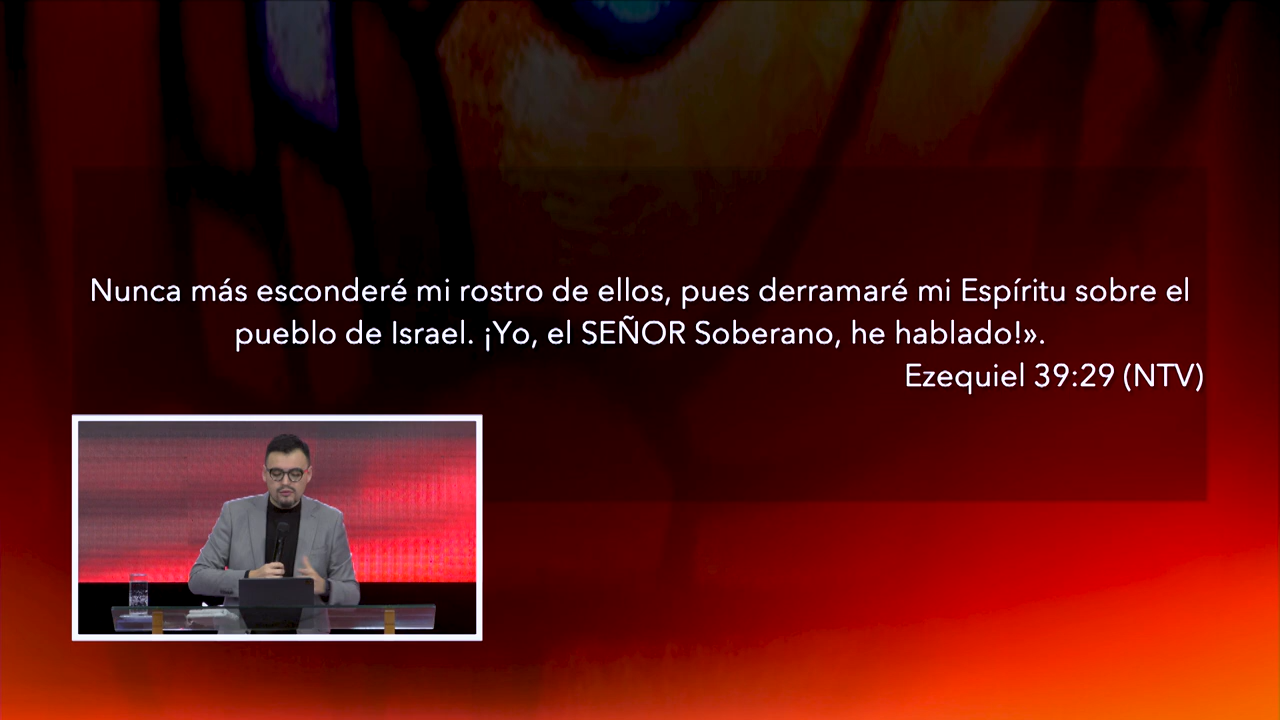 Nunca más esconderé mi rostro de ellos, pues derramaré mi Espíritu sobre el
pueblo de Israel. ¡Yo, el SEÑOR Soberano, he hablado!».
Ezequiel 39:29 (NTV)